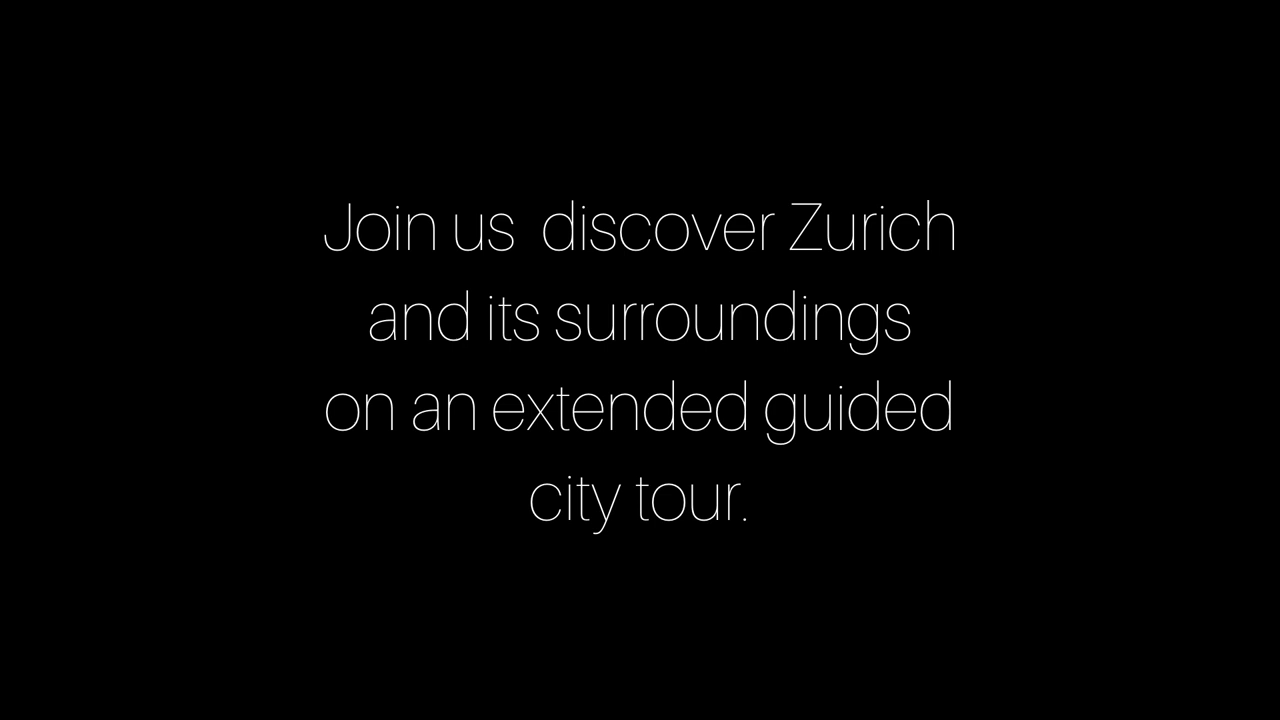 Join us  discover Zurich
and its surroundings
on an extended guided
city tour.